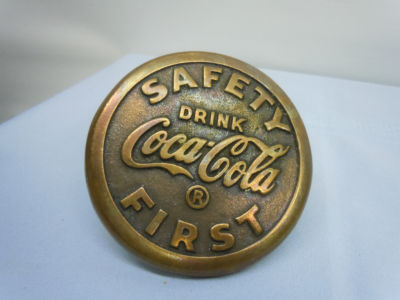 SAFETY
DRINK
Coca-Cola
®
FIRST